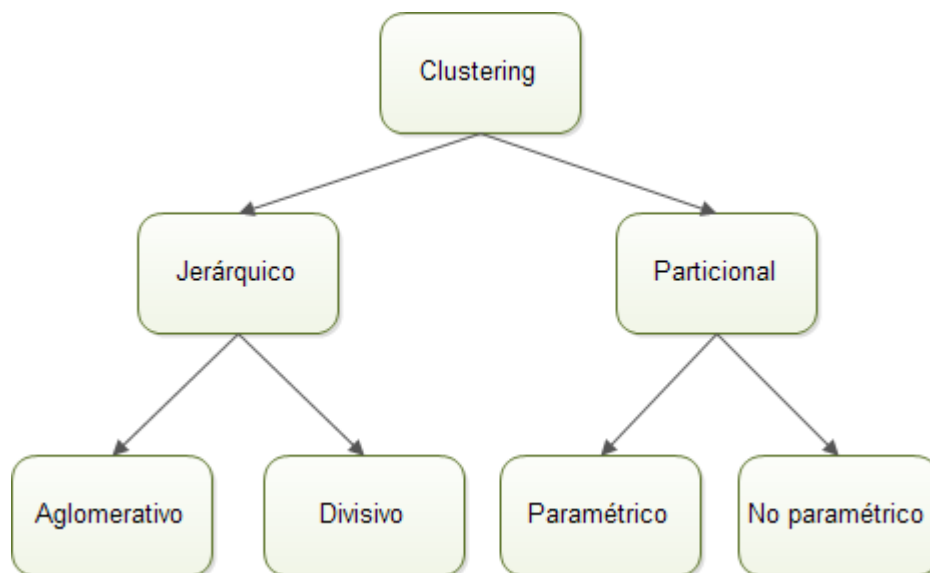 Clustering
Jerárquico
Particional
Aglomerativo
Divisivo
Paramétrico
No paramétrico